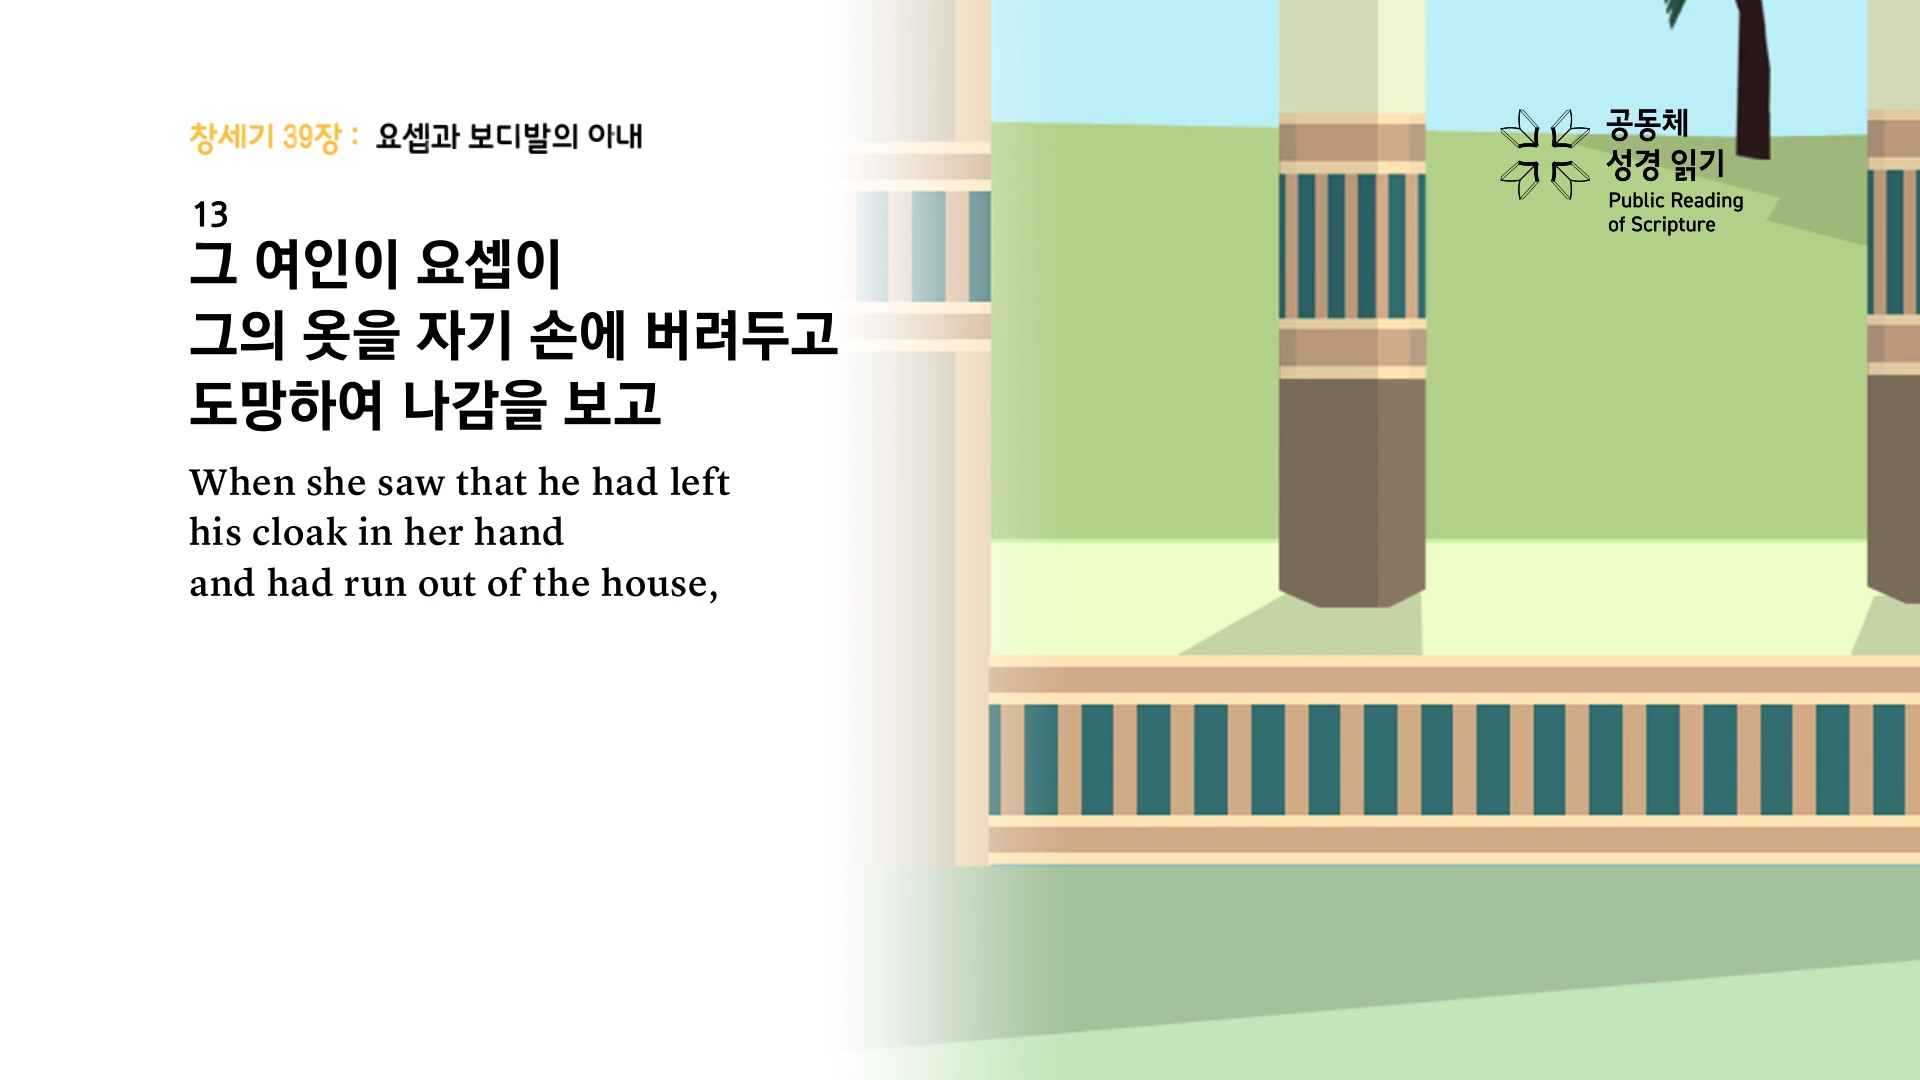 창세기 39장 : 요셉과 보디발의 아내
13
그 여인이 요셉이
그의 옷을 자기 손에 버려두고
도망하여 나감을 보고
When she saw that he had left
his cloak in her hand
and had run out of the house,
공동체
성경 읽기
Public Reading
of Scripture